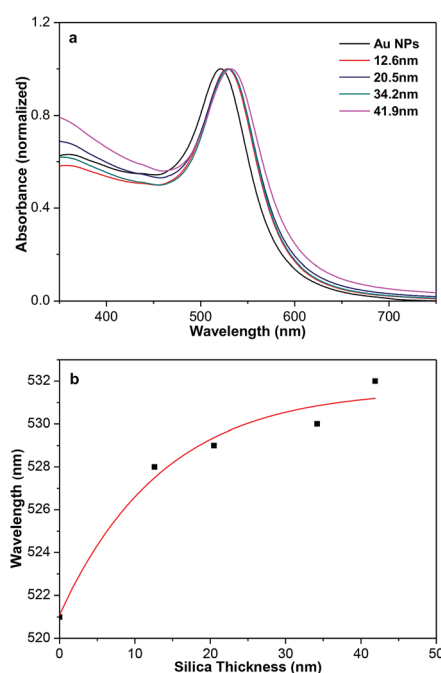 a
Au NPs
12.6nm
20.5nm
34.2nm
41.9nm
1.2
0.8
0.4
0.0
Absorbance (normalized)
400 500 600 700
Wavelength (nm)
b
532
530
528
526
524
522
520
Wavelength (nm)
0 10 20 30 40 50
Silica Thickness (nm)